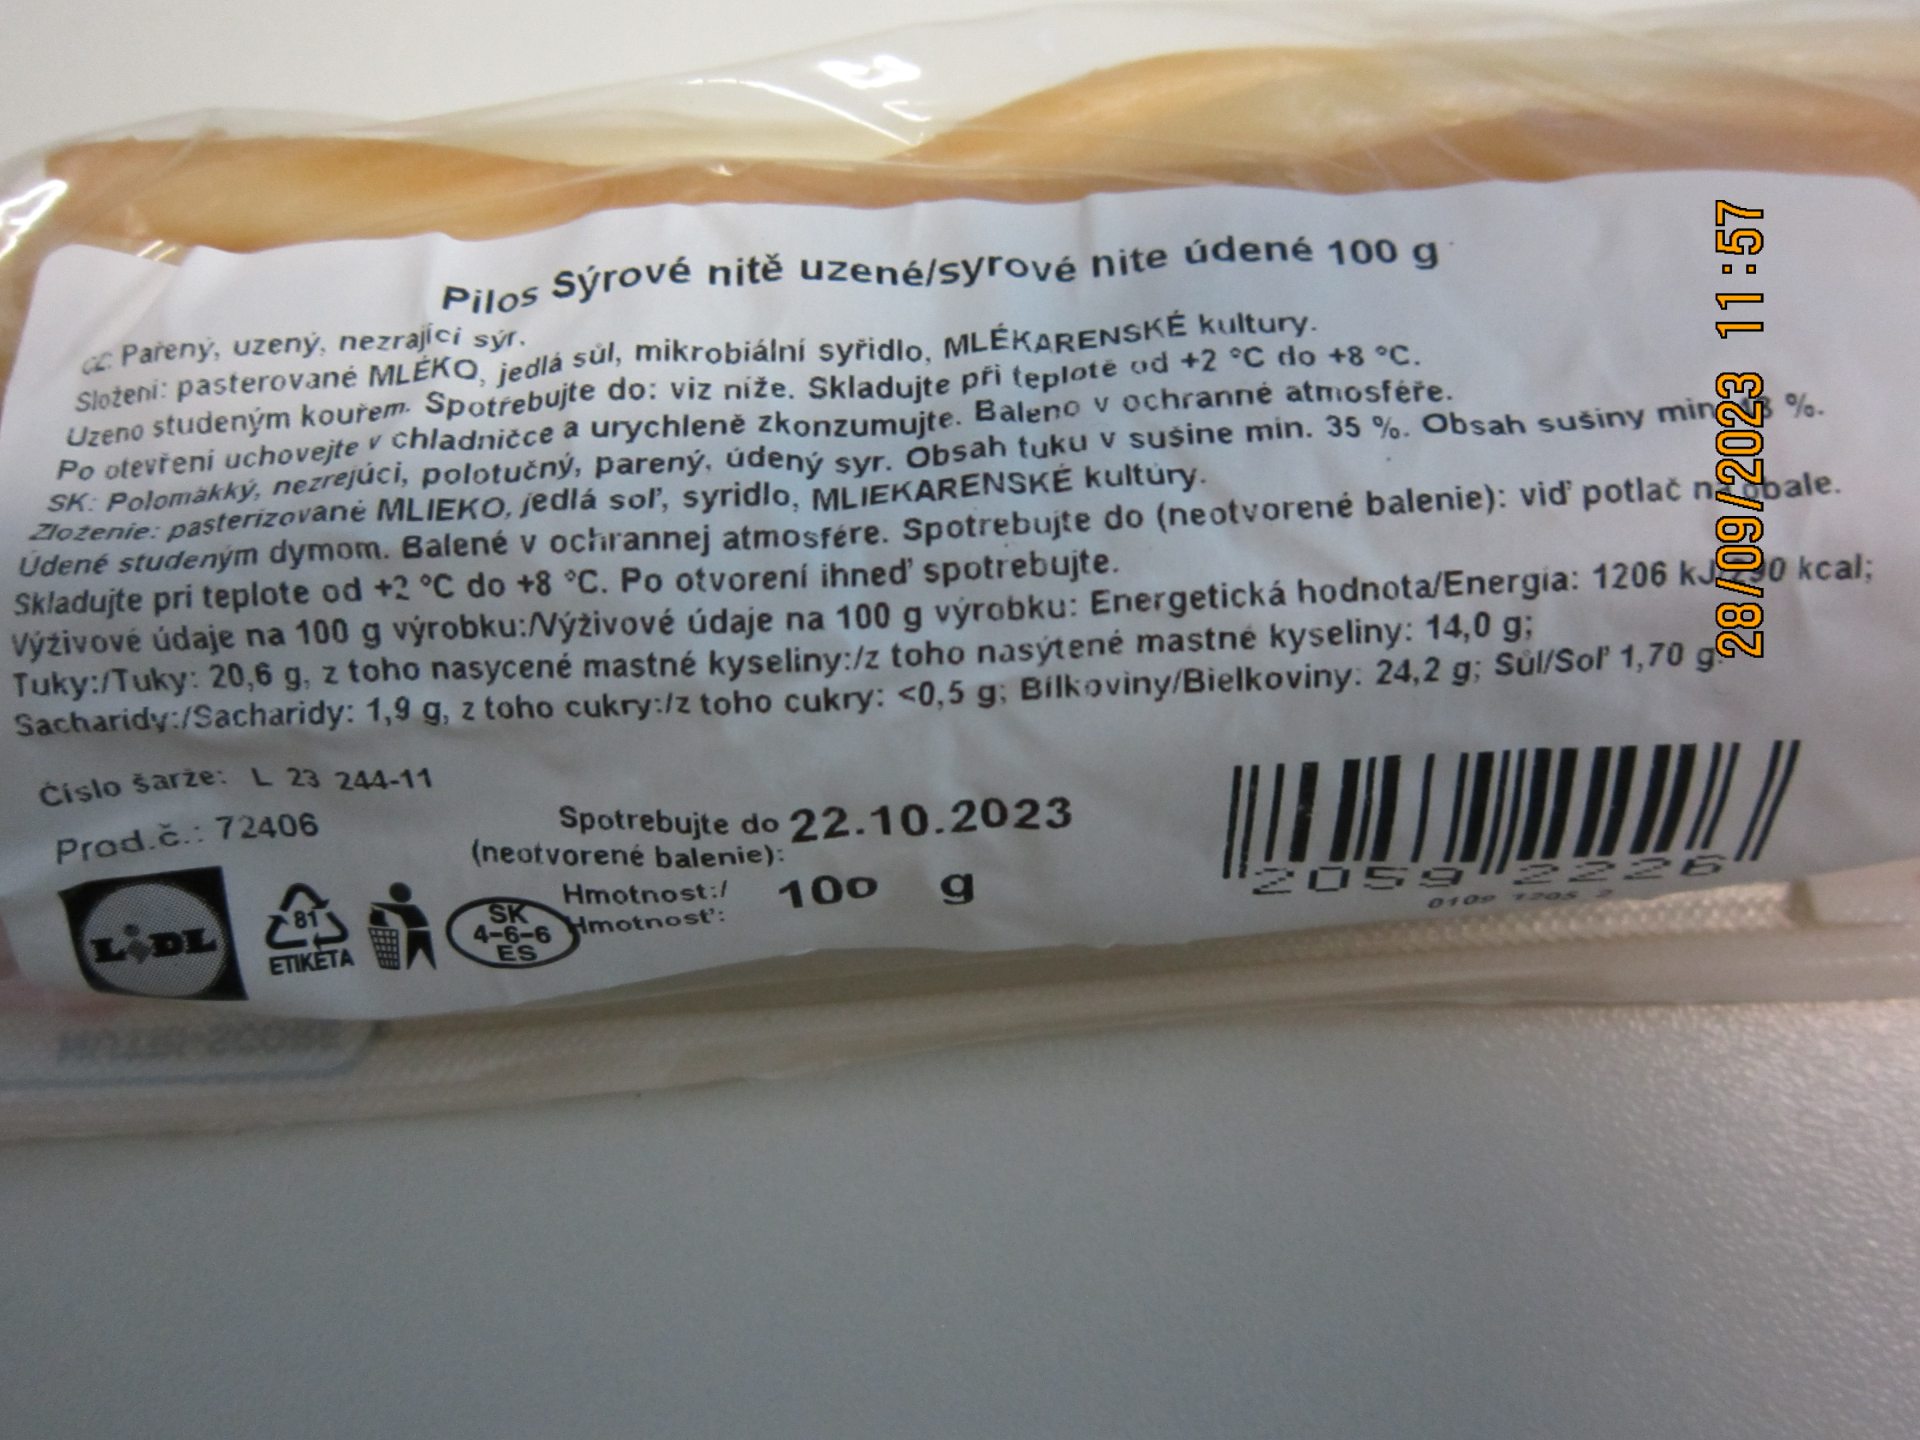 Pilos Sýrové nitě uzené/syrové nite údené 100 g
CZ: Pařený, uzený, nezrající sýr.
Složení: pasterované MLÉKO, jedlá sůl, mikrobiální syřidlo, MLÉKARENSKÉ kultury.
Uzeno studeným kouřem. Spotřebujte do: viz níže. Skladujte při teplotě od +2 °C do +8 °C.
Po otevření uchovejte v chladničce a urychleně zkonzumujte. Baleno v ochranné atmosféře.
SK: Polomäkký, nezrejúci, polotučný, parený, údený syr. Obsah tuku v sušine min. 35 %. Obsah sušiny min %.
Zloženie: pasterizované MLIEKO, jedlá soľ, syridlo, MLIEKARENSKÉ kultúry.
Údené studeným dymom. Balené v ochrannej atmosfére. Spotrebujte do (neotvorené balenie): viď potlač na obale.
Skladujte pri teplote od +2 °C do +8 °C. Po otvorení ihneď spotrebujte.
Výživové údaje na 100 g výrobku:/Výživové údaje na 100 g výrobku: Energetická hodnota/Energia: 1206 kJ/290 kcal;
Tuky:/Tuky: 20,6 g, z toho nasycené mastné kyseliny:/z toho nasýtené mastné kyseliny: 14,0 g;
Sacharidy:/Sacharidy: 1,9 g, z toho cukry:/z toho cukry: <0,5 g; Bílkoviny/Bielkoviny: 24,2 g; Sůl/Soľ 1,70 g.
Číslo šarže: L 23 244-11
Prod.č.: 72406
Spotrebujte do 22.10.2023
(neotvorené balenie):
Hmotnost:/ 100 g
Hmotnosť:
LIDL
81
ETIKETA
SK
4-6-6
ES
2059 2226
0109 1205 2
28/09/2023 11:57